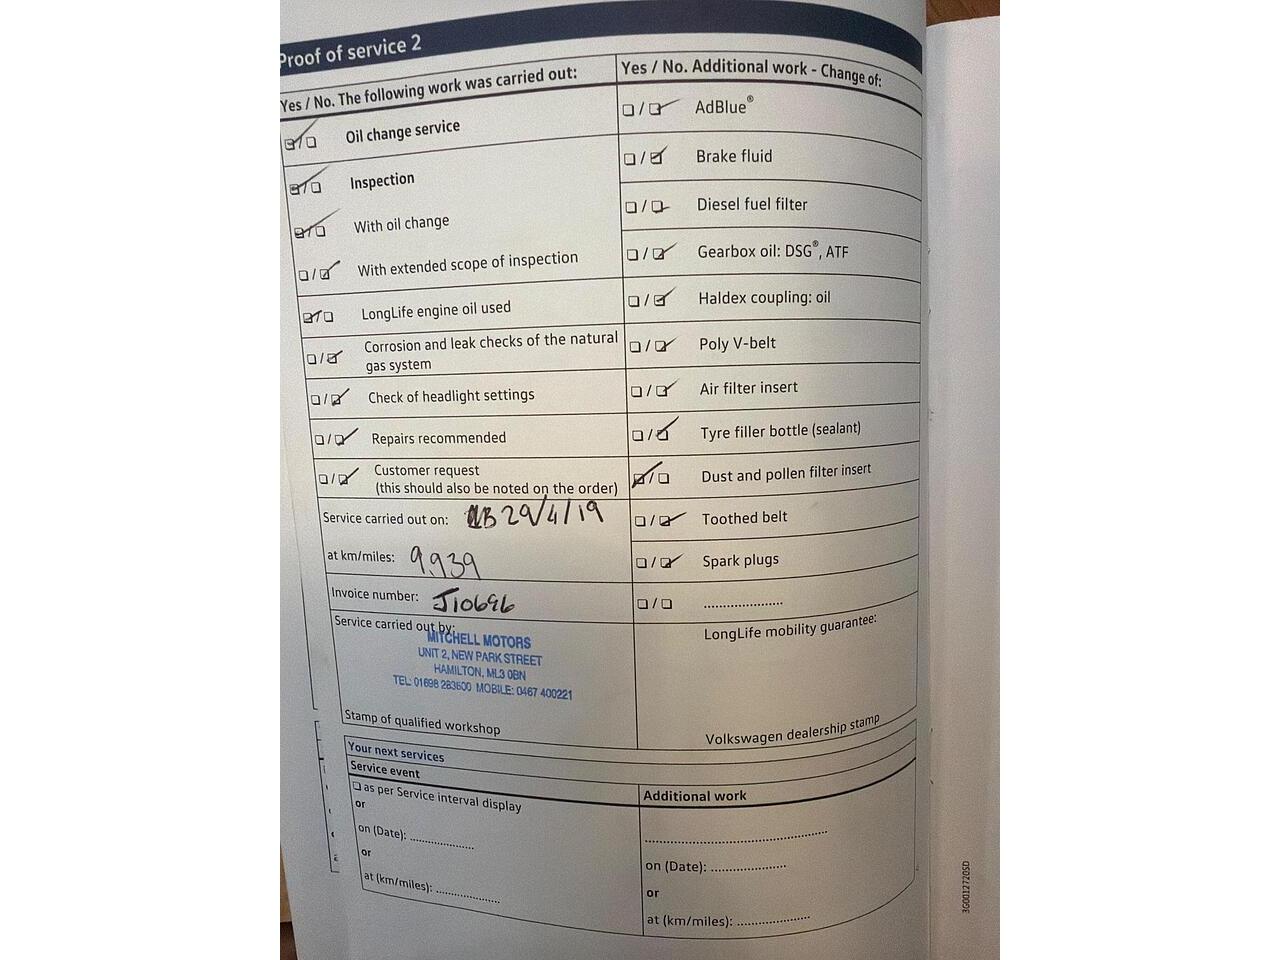 Proof of service 2
Yes / No. The following work was carried out:
Oil change service
Inspection
With oil change
With extended scope of inspection
LongLife engine oil used
Corrosion and leak checks of the natural
gas system
Check of headlight settings
Repairs recommended
Customer request
(this should also be noted on the order)
Service carried out on: 29/4/19
at km/miles: 9,939
Invoice number: J10696
Service carried out by:
MITCHELL MOTORS
UNIT 2, NEW PARK STREET
HAMILTON, ML3 0BN
TEL: 01698 283600 MOBILE: 0467 400221
Stamp of qualified workshop
Yes / No. Additional work - Change of:
AdBlue®
Brake fluid
Diesel fuel filter
Gearbox oil: DSG®, ATF
Haldex coupling: oil
Poly V-belt
Air filter insert
Tyre filler bottle (sealant)
Dust and pollen filter insert
Toothed belt
Spark plugs
....................
LongLife mobility guarantee:
Volkswagen dealership stamp
Your next services
Service event
as per Service interval display
or
on (Date): ................
or
at (km/miles): ................
Additional work
..............................................
on (Date): ...................
or
at (km/miles): ..................
3G0012720SD